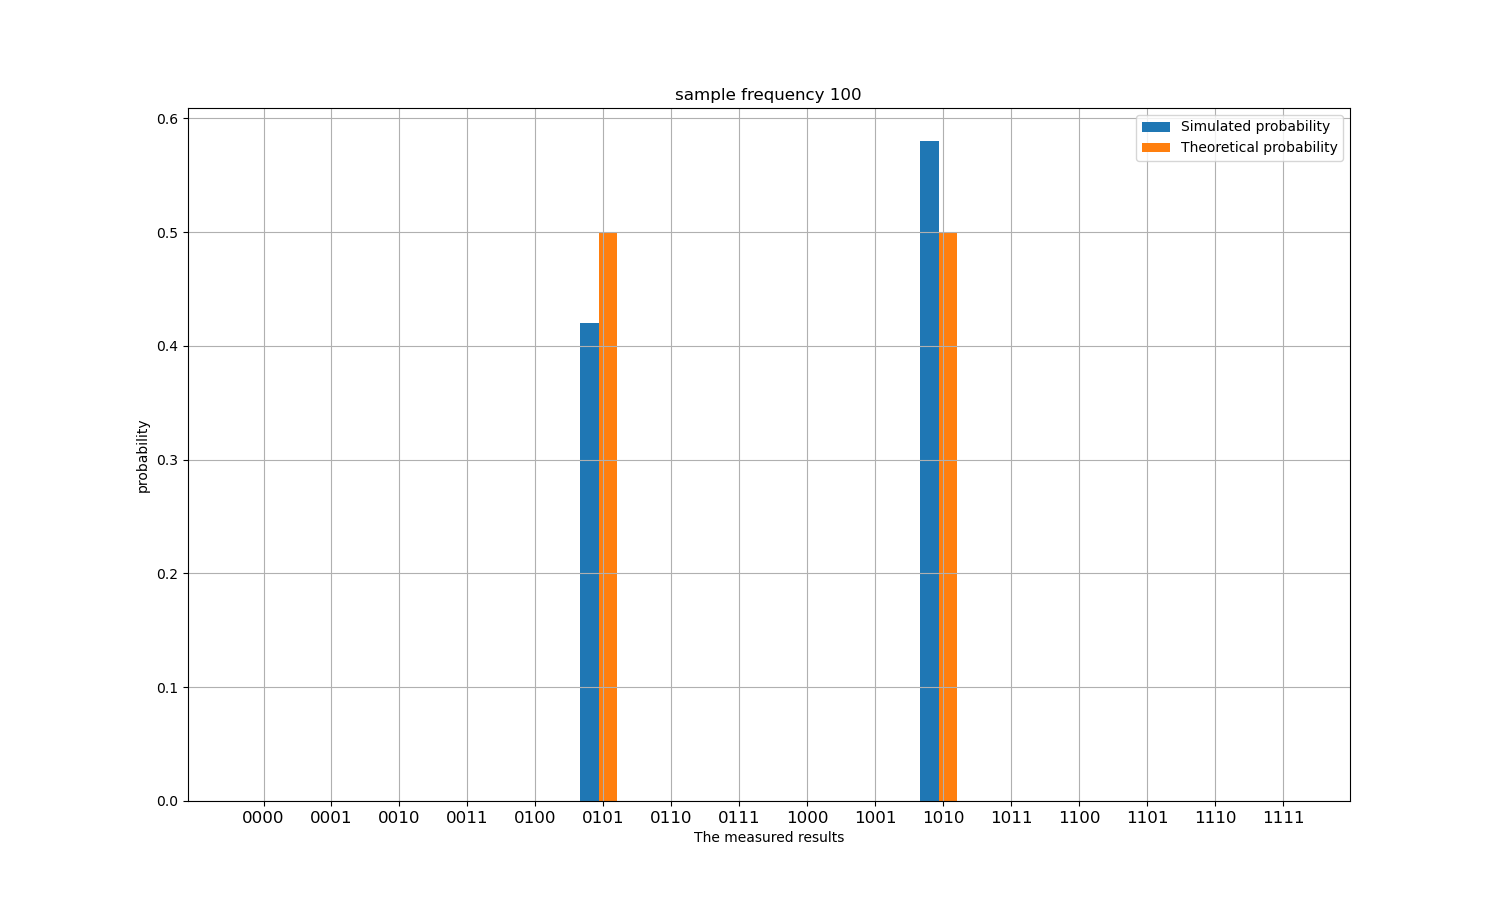 sample frequency 100
Simulated probability
Theoretical probability
0.6
0.5
0.4
0.3
0.2
0.1
0.0
probability
0000 0001 0010 0011 0100 0101 0110 0111 1000 1001 1010 1011 1100 1101 1110 1111
The measured results